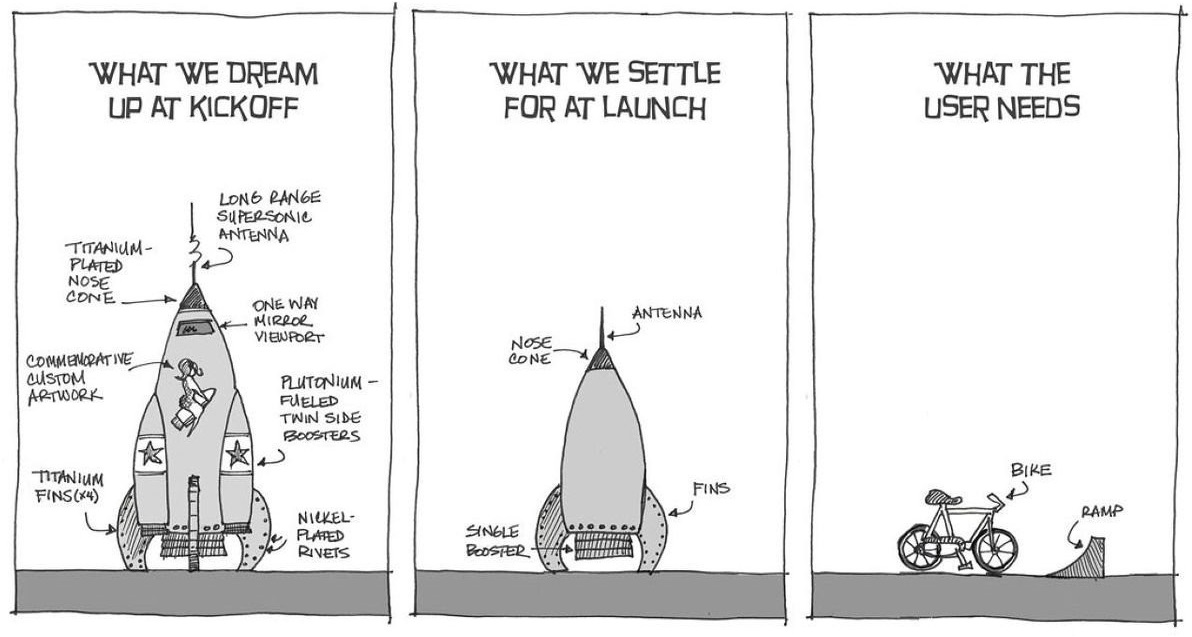 WHAT WE DREAM
UP AT KICKOFF
LONG RANGE
SUPERSONIC
ANTENNA
TITANIUM-
PLATED
NOSE
CONE
ONE WAY
MIRROR
VIEWPORT
COMMEMORATIVE
CUSTOM
ARTWORK
PLUTONIUM-
FUELED
TWIN SIDE
BOOSTERS
TITANIUM
FINS(x4)
NICKEL-
PLATED
RIVETS
WHAT WE SETTLE
FOR AT LAUNCH
ANTENNA
NOSE
CONE
FINS
SINGLE
BOOSTER
WHAT THE
USER NEEDS
BIKE
RAMP